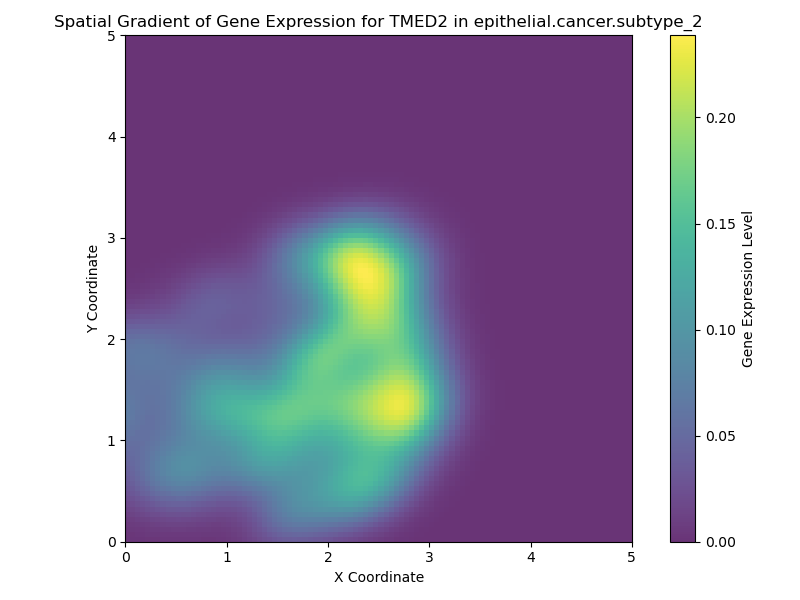 Spatial Gradient of Gene Expression for TMED2 in epithelial.cancer.subtype_2
5
4
3
2
1
0
Y Coordinate
0 1 2 3 4 5
X Coordinate
0.20
0.15
0.10
0.05
0.00
Gene Expression Level